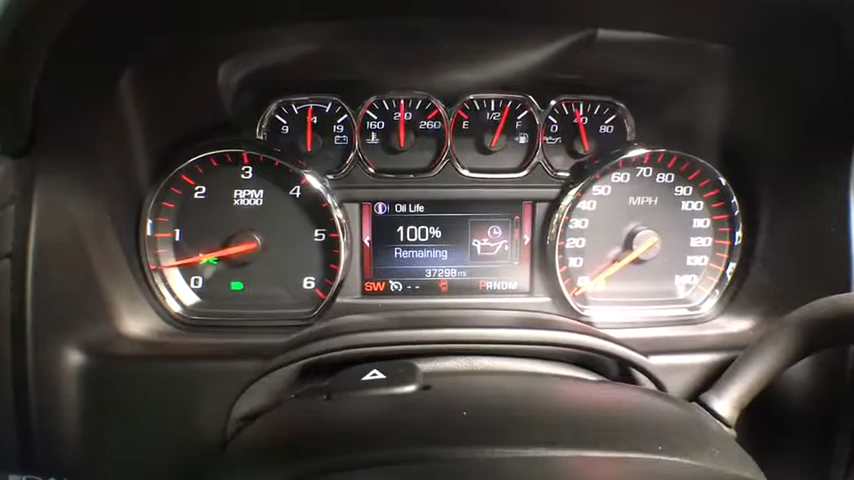 9 14 19
160 210 260
E 1/2 F
0 40 80
RPM
x1000
0 1 2 3 4 5 6
Oil Life
100%
Remaining
37298 mi
SW -- PRNDM
MPH
0 10 20 30 40 50 60 70 80 90 100 110 120 130 140